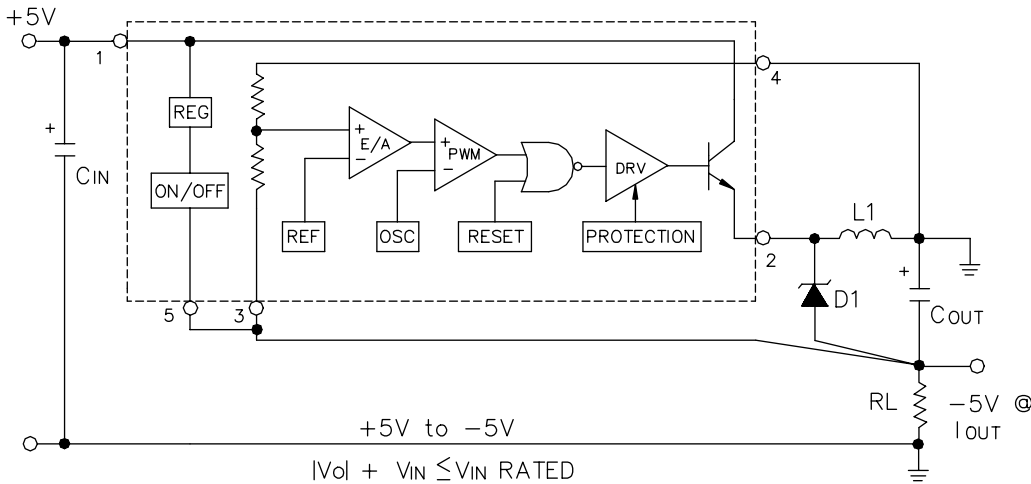 +5V
1
4
REG
+
E/A
−
+
PWM
−
DRV
+
CIN
ON/OFF
REF
OSC
RESET
PROTECTION
L1
2
+
D1
COUT
5
3
RL
−5V @
IOUT
+5V to −5V
|Vo| + VIN ≤ VIN RATED